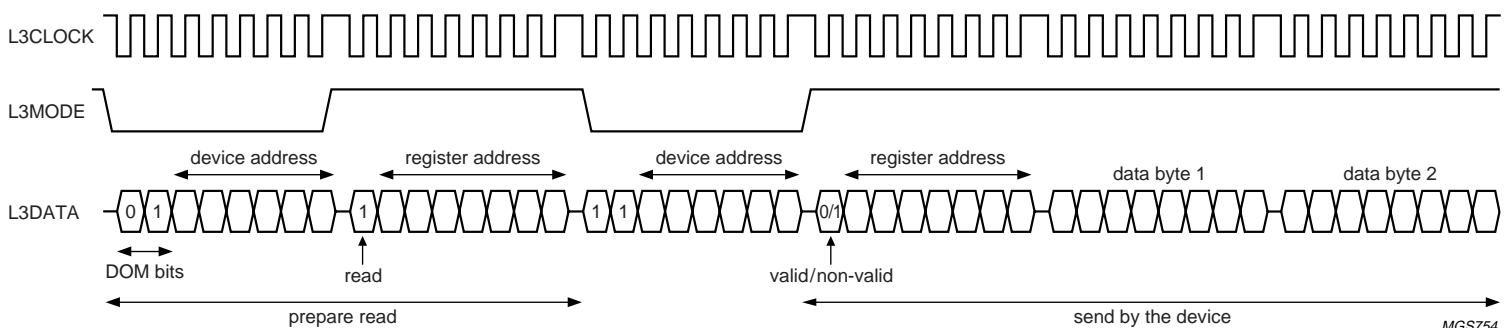 L3CLOCK
L3MODE
device address register address device address register address data byte 1 data byte 2
L3DATA 0 1 1 1 1 0/1
DOM bits read valid/non-valid
prepare read send by the device
MGS754